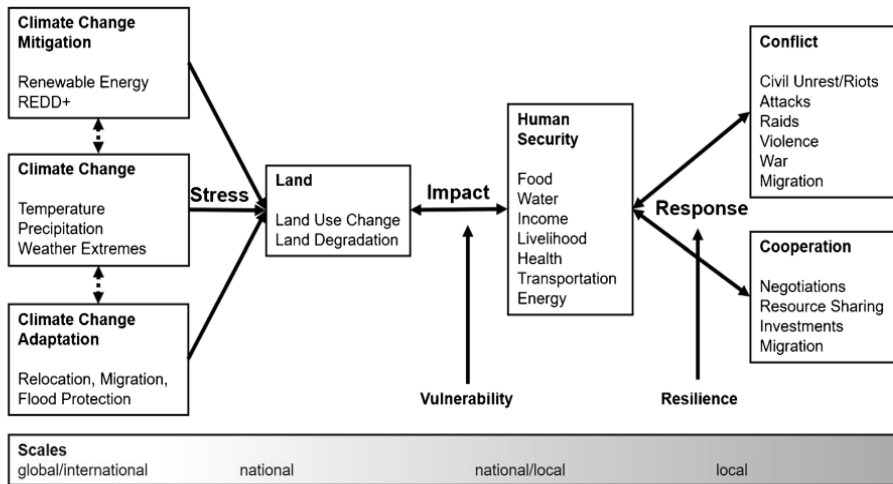 Climate Change
Mitigation
Renewable Energy
REDD+
Climate Change
Temperature
Precipitation
Weather Extremes
Climate Change
Adaptation
Relocation, Migration,
Flood Protection
Stress
Land
Land Use Change
Land Degradation
Impact
Vulnerability
Human
Security
Food
Water
Income
Livelihood
Health
Transportation
Energy
Response
Resilience
Conflict
Civil Unrest/Riots
Attacks
Raids
Violence
War
Migration
Cooperation
Negotiations
Resource Sharing
Investments
Migration
Scales
global/international national national/local local